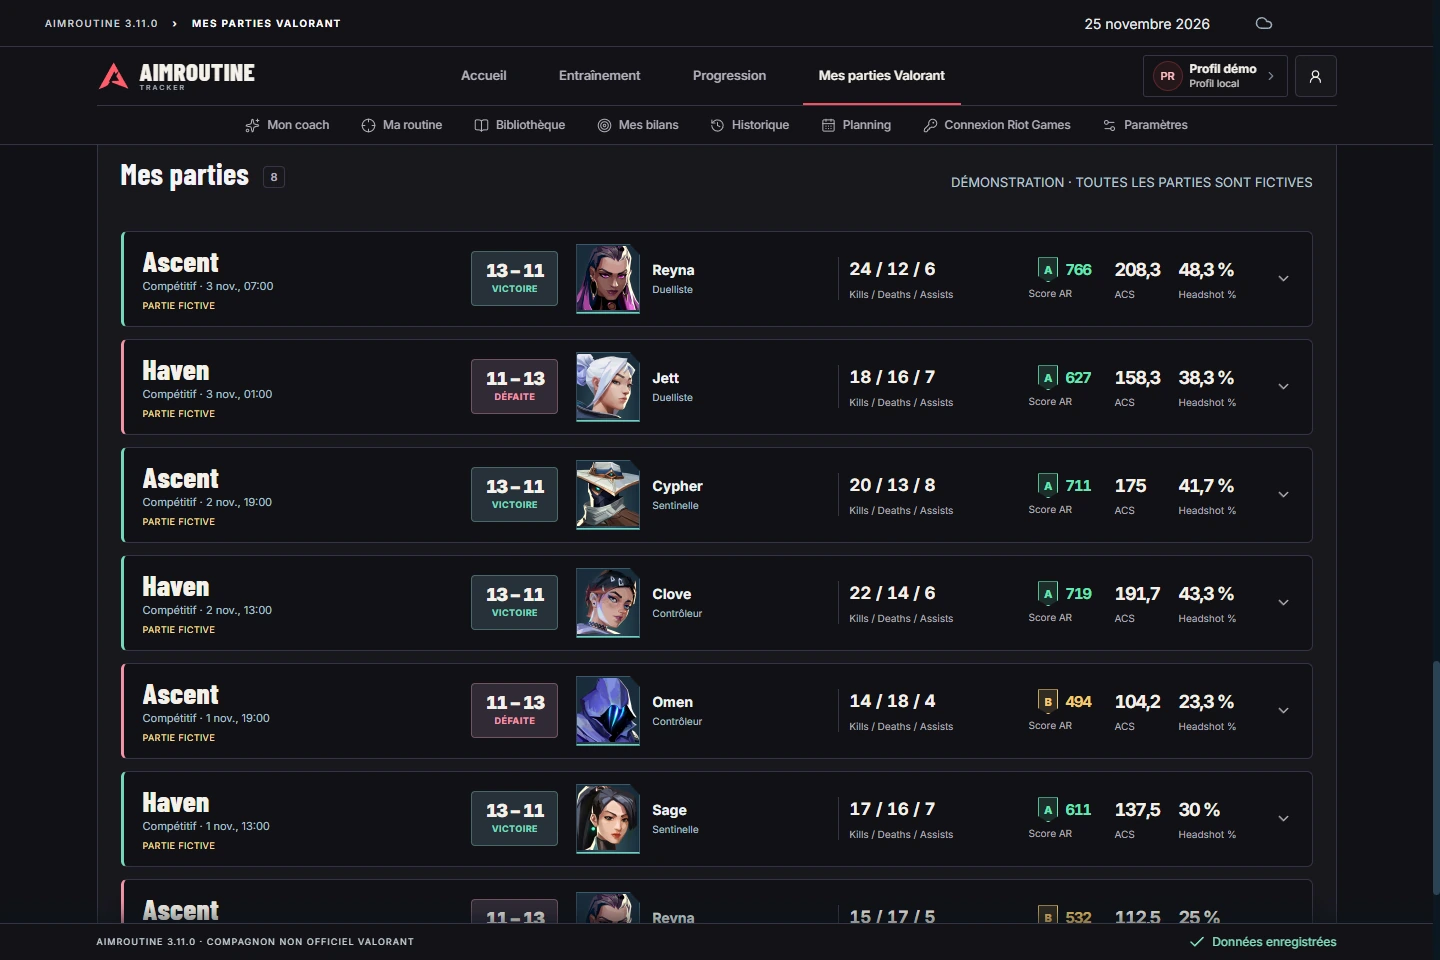 AIMROUTINE 3.11.0 › MES PARTIES VALORANT
25 novembre 2026
AIMROUTINE
TRACKER
Accueil
Entraînement
Progression
Mes parties Valorant
PR
Profil démo
Profil local
Mon coach
Ma routine
Bibliothèque
Mes bilans
Historique
Planning
Connexion Riot Games
Paramètres
Mes parties 8
DÉMONSTRATION · TOUTES LES PARTIES SONT FICTIVES
Ascent
Compétitif · 3 nov., 07:00
PARTIE FICTIVE
13 – 11
VICTOIRE
Reyna
Duelliste
24 / 12 / 6
Kills / Deaths / Assists
A 766
Score AR
208,3
ACS
48,3 %
Headshot %
Haven
Compétitif · 3 nov., 01:00
PARTIE FICTIVE
11 – 13
DÉFAITE
Jett
Duelliste
18 / 16 / 7
Kills / Deaths / Assists
A 627
Score AR
158,3
ACS
38,3 %
Headshot %
Ascent
Compétitif · 2 nov., 19:00
PARTIE FICTIVE
13 – 11
VICTOIRE
Cypher
Sentinelle
20 / 13 / 8
Kills / Deaths / Assists
A 711
Score AR
175
ACS
41,7 %
Headshot %
Haven
Compétitif · 2 nov., 13:00
PARTIE FICTIVE
13 – 11
VICTOIRE
Clove
Contrôleur
22 / 14 / 6
Kills / Deaths / Assists
A 719
Score AR
191,7
ACS
43,3 %
Headshot %
Ascent
Compétitif · 1 nov., 19:00
PARTIE FICTIVE
11 – 13
DÉFAITE
Omen
Contrôleur
14 / 18 / 4
Kills / Deaths / Assists
B 494
Score AR
104,2
ACS
23,3 %
Headshot %
Haven
Compétitif · 1 nov., 13:00
PARTIE FICTIVE
13 – 11
VICTOIRE
Sage
Sentinelle
17 / 16 / 7
Kills / Deaths / Assists
A 611
Score AR
137,5
ACS
30 %
Headshot %
Ascent
11 – 13
Reyna
15 / 17 / 5
B 532
112,5
25 %
AIMROUTINE 3.11.0 · COMPAGNON NON OFFICIEL VALORANT
Données enregistrées